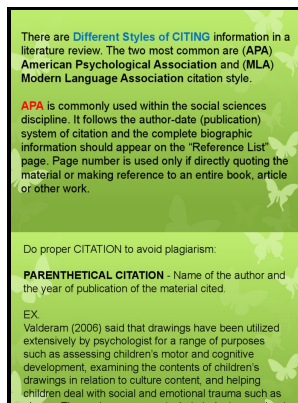 There are Different Styles of CITING information in a
literature review. The two most common are (APA)
American Psychological Association and (MLA)
Modern Language Association citation style.
APA is commonly used within the social sciences
discipline. It follows the author-date (publication)
system of citation and the complete biographic
information should appear on the “Reference List”
page. Page number is used only if directly quoting the
material or making reference to an entire book, article
or other work.
Do proper CITATION to avoid plagiarism:
PARENTHETICAL CITATION - Name of the author and
the year of publication of the material cited.
EX.
Valderam (2006) said that drawings have been utilized
extensively by psychologist for a range of purposes
such as assessing children’s motor and cognitive
development, examining the contents of children’s
drawings in relation to culture content, and helping
children deal with social and emotional trauma such as